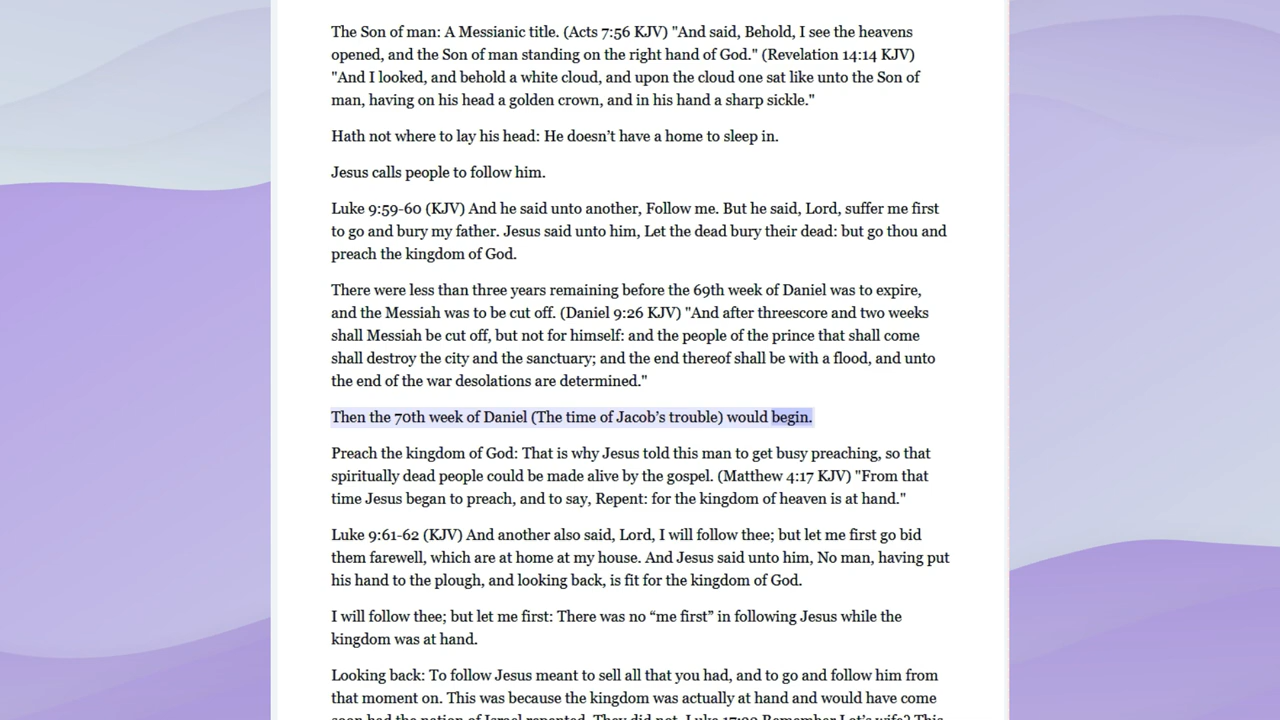 The Son of man: A Messianic title. (Acts 7:56 KJV) "And said, Behold, I see the heavens
opened, and the Son of man standing on the right hand of God." (Revelation 14:14 KJV)
"And I looked, and behold a white cloud, and upon the cloud one sat like unto the Son of
man, having on his head a golden crown, and in his hand a sharp sickle."
Hath not where to lay his head: He doesn’t have a home to sleep in.
Jesus calls people to follow him.
Luke 9:59-60 (KJV) And he said unto another, Follow me. But he said, Lord, suffer me first
to go and bury my father. Jesus said unto him, Let the dead bury their dead: but go thou and
preach the kingdom of God.
There were less than three years remaining before the 69th week of Daniel was to expire,
and the Messiah was to be cut off. (Daniel 9:26 KJV) "And after threescore and two weeks
shall Messiah be cut off, but not for himself: and the people of the prince that shall come
shall destroy the city and the sanctuary; and the end thereof shall be with a flood, and unto
the end of the war desolations are determined."
Then the 70th week of Daniel (The time of Jacob’s trouble) would begin.
Preach the kingdom of God: That is why Jesus told this man to get busy preaching, so that
spiritually dead people could be made alive by the gospel. (Matthew 4:17 KJV) "From that
time Jesus began to preach, and to say, Repent: for the kingdom of heaven is at hand."
Luke 9:61-62 (KJV) And another also said, Lord, I will follow thee; but let me first go bid
them farewell, which are at home at my house. And Jesus said unto him, No man, having put
his hand to the plough, and looking back, is fit for the kingdom of God.
I will follow thee; but let me first: There was no “me first” in following Jesus while the
kingdom was at hand.
Looking back: To follow Jesus meant to sell all that you had, and to go and follow him from
that moment on. This was because the kingdom was actually at hand and would have come
soon had the nation of Israel repented. They did not. Luke 17:32 Remember Lot’s wife? This